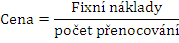 Cena = Fixní náklady
počet přenocování